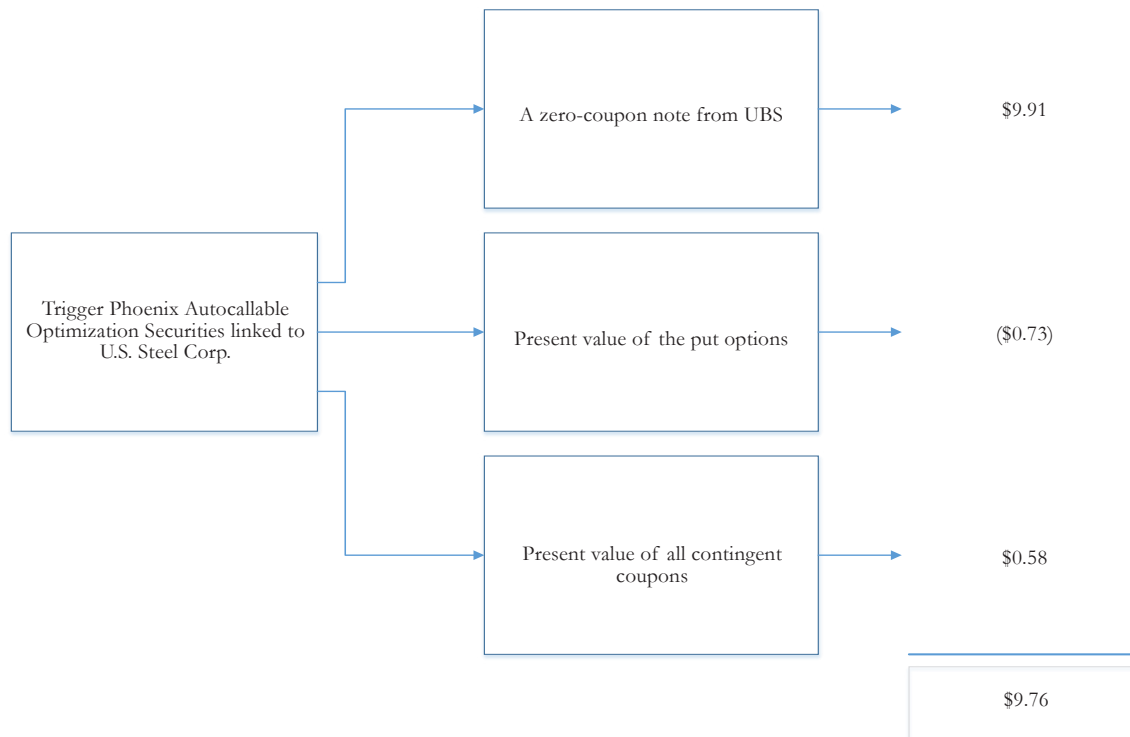 A zero-coupon note from UBS
$9.91
Trigger Phoenix Autocallable
Optimization Securities linked to
U.S. Steel Corp.
Present value of the put options
($0.73)
Present value of all contingent
coupons
$0.58
$9.76